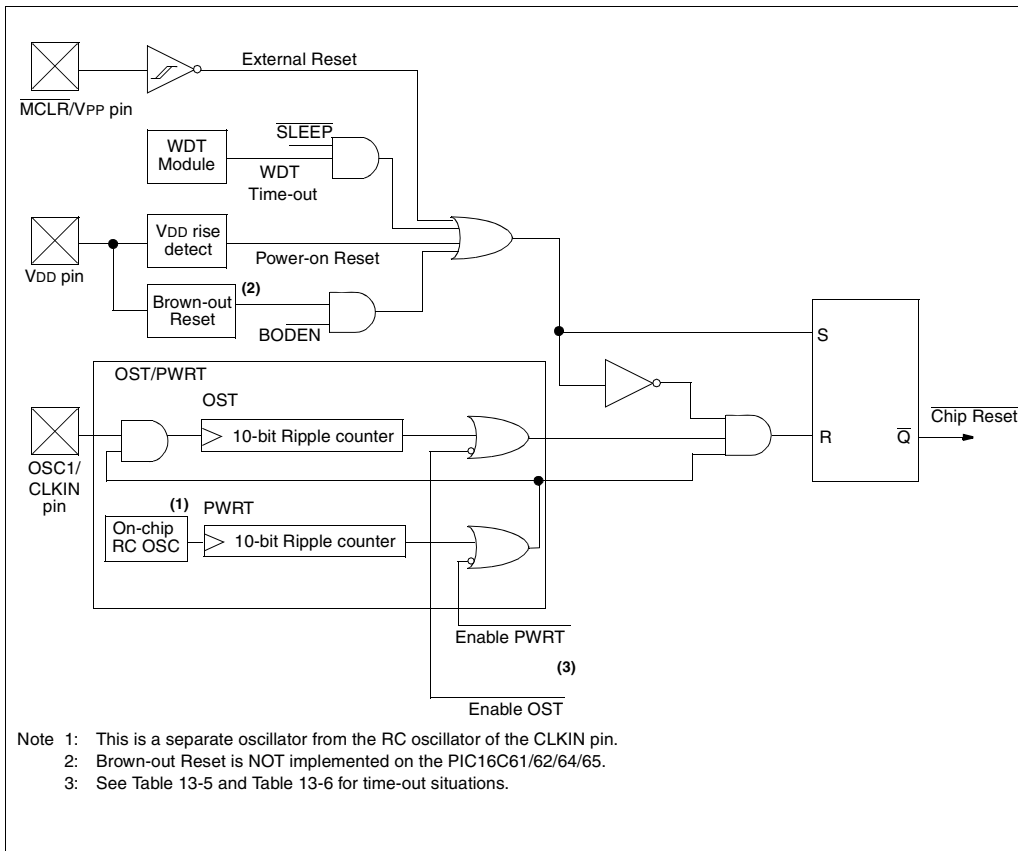 External Reset
MCLR/VPP pin
SLEEP
WDT
Module
WDT
Time-out
VDD rise
detect
Power-on Reset
VDD pin
Brown-out
Reset
(2)
BODEN
S
OST/PWRT
OST
10-bit Ripple counter
Chip Reset
R
Q
OSC1/
CLKIN
pin
(1)
PWRT
On-chip
RC OSC
10-bit Ripple counter
Enable PWRT
(3)
Enable OST
Note 1: This is a separate oscillator from the RC oscillator of the CLKIN pin.
2: Brown-out Reset is NOT implemented on the PIC16C61/62/64/65.
3: See Table 13-5 and Table 13-6 for time-out situations.